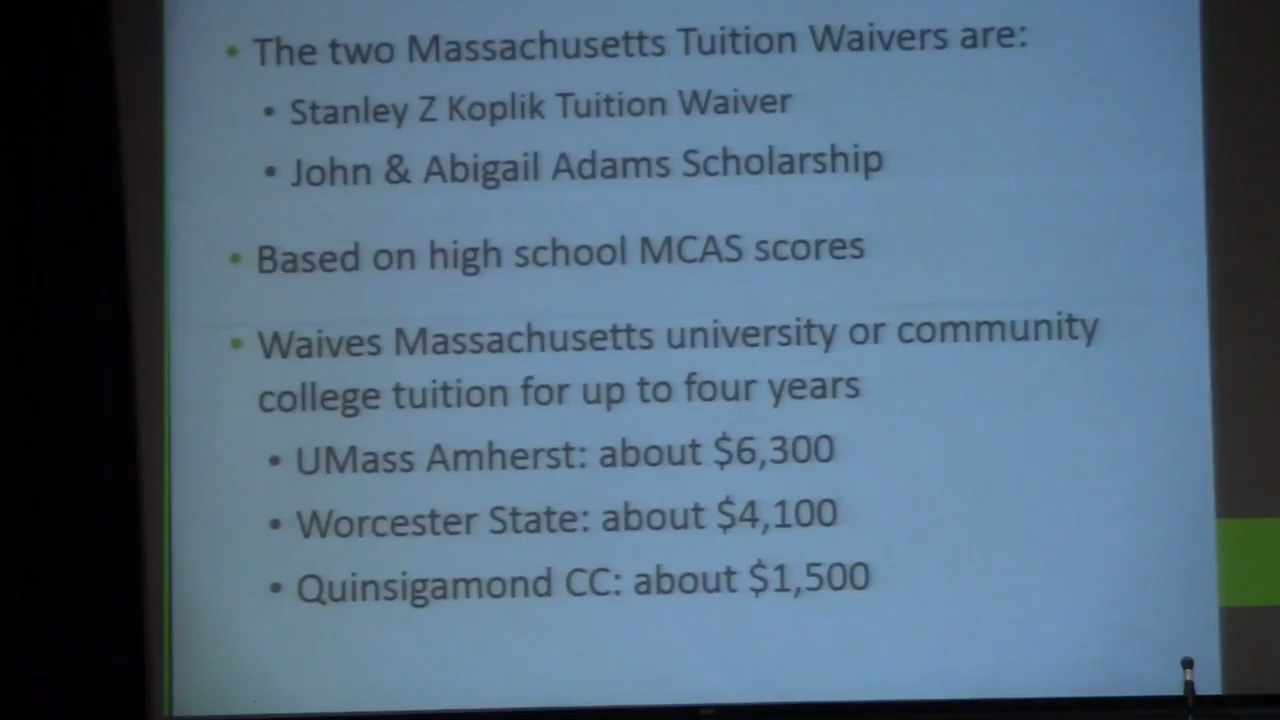 • The two Massachusetts Tuition Waivers are:
• Stanley Z Koplik Tuition Waiver
• John & Abigail Adams Scholarship
• Based on high school MCAS scores
• Waives Massachusetts university or community
college tuition for up to four years
• UMass Amherst: about $6,300
• Worcester State: about $4,100
• Quinsigamond CC: about $1,500